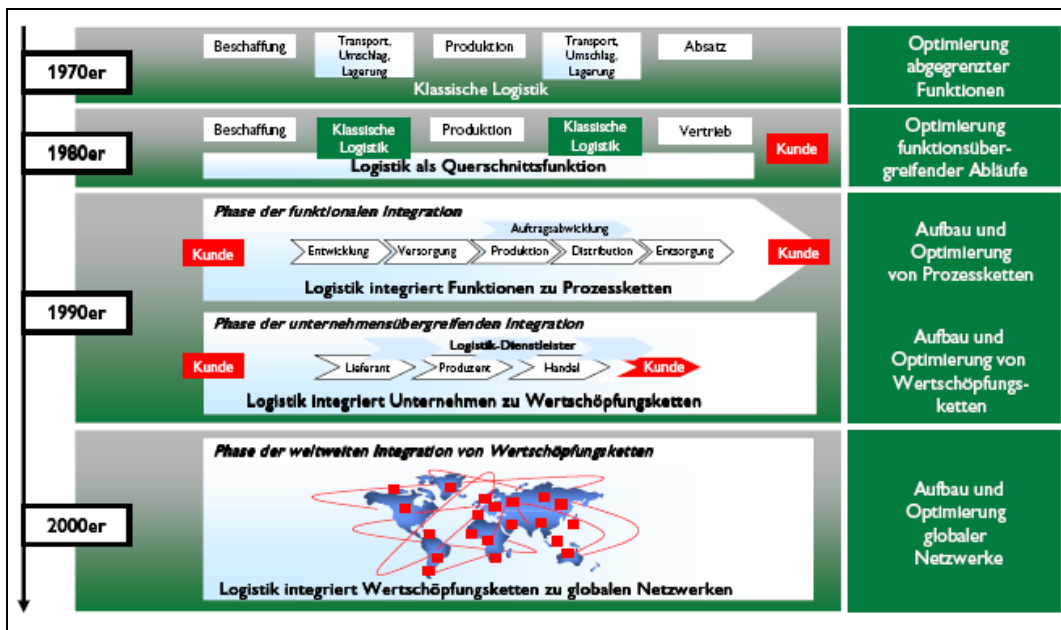 1970er
Beschaffung
Transport,
Umschlag,
Lagerung
Produktion
Transport,
Umschlag,
Lagerung
Absatz
Klassische Logistik
Optimierung
abgegrenzter
Funktionen
1980er
Beschaffung
Klassische
Logistik
Produktion
Klassische
Logistik
Vertrieb
Kunde
Logistik als Querschnittsfunktion
Optimierung
funktionsüber-
greifender Abläufe
1990er
Phase der funktionalen Integration
Auftragsabwicklung
Kunde
Entwicklung
Versorgung
Produktion
Distribution
Entsorgung
Kunde
Logistik integriert Funktionen zu Prozessketten
Aufbau und
Optimierung
von Prozessketten
Phase der unternehmensübergreifenden Integration
Logistik-Dienstleister
Kunde
Lieferant
Produzent
Handel
Kunde
Logistik integriert Unternehmen zu Wertschöpfungsketten
Aufbau und
Optimierung von
Wertschöpfungs-
ketten
2000er
Phase der weltweiten Integration von Wertschöpfungsketten
Logistik integriert Wertschöpfungsketten zu globalen Netzwerken
Aufbau und
Optimierung
globaler
Netzwerke